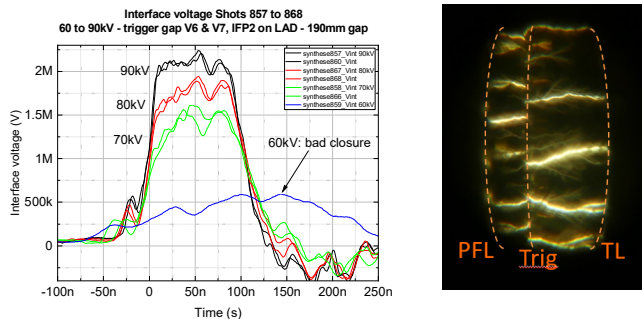 Interface voltage Shots 857 to 868
60 to 90kV - trigger gap V6 & V7, IFP2 on LAD - 190mm gap
synthese857_Vint 90kV
synthese860_Vint
synthese867_Vint 80kV
synthese868_Vint
synthese858_Vint 70kV
synthese866_Vint
synthese859_Vint 60kV
2M
1.5M
1M
500k
0
Interface voltage (V)
90kV
80kV
70kV
60kV: bad closure
-100n
-50n
0
50n
100n
150n
200n
250n
Time (s)
PFL
Trig
TL